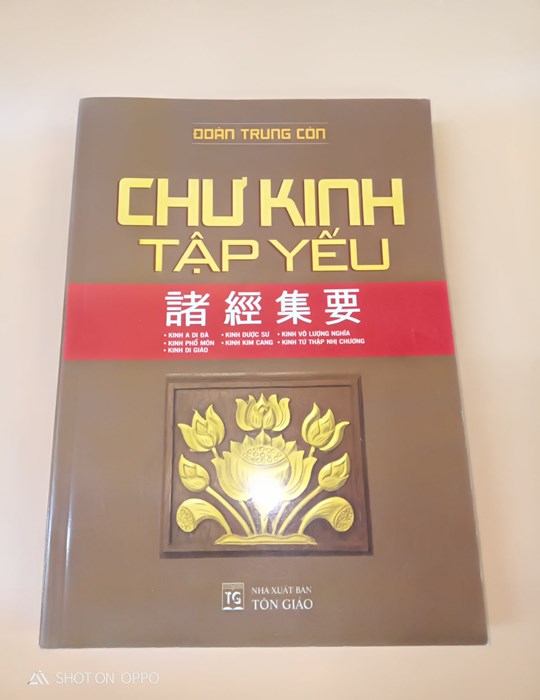 ĐOÀN TRUNG CÒN
CHƯ KINH
TẬP YẾU
諸經集要
• KINH A DI ĐÀ • KINH DƯỢC SƯ • KINH VÔ LƯỢNG NGHĨA
• KINH PHỔ MÔN • KINH KIM CANG • KINH TỨ THẬP NHỊ CHƯƠNG
• KINH DI GIÁO
TG
NHÀ XUẤT BẢN
TÔN GIÁO
SHOT ON OPPO